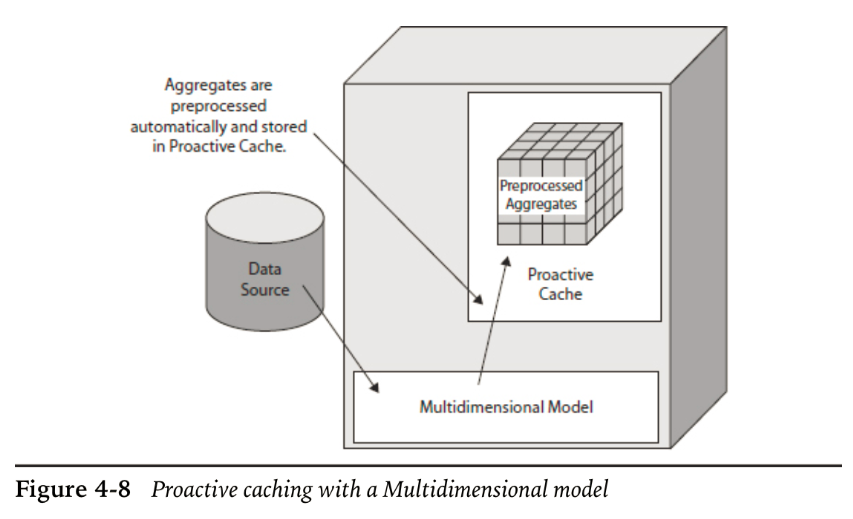 Aggregates are
preprocessed
automatically and stored
in Proactive Cache.
Preprocessed
Aggregates
Data
Source
Proactive
Cache
Multidimensional Model
Figure 4-8 Proactive caching with a Multidimensional model